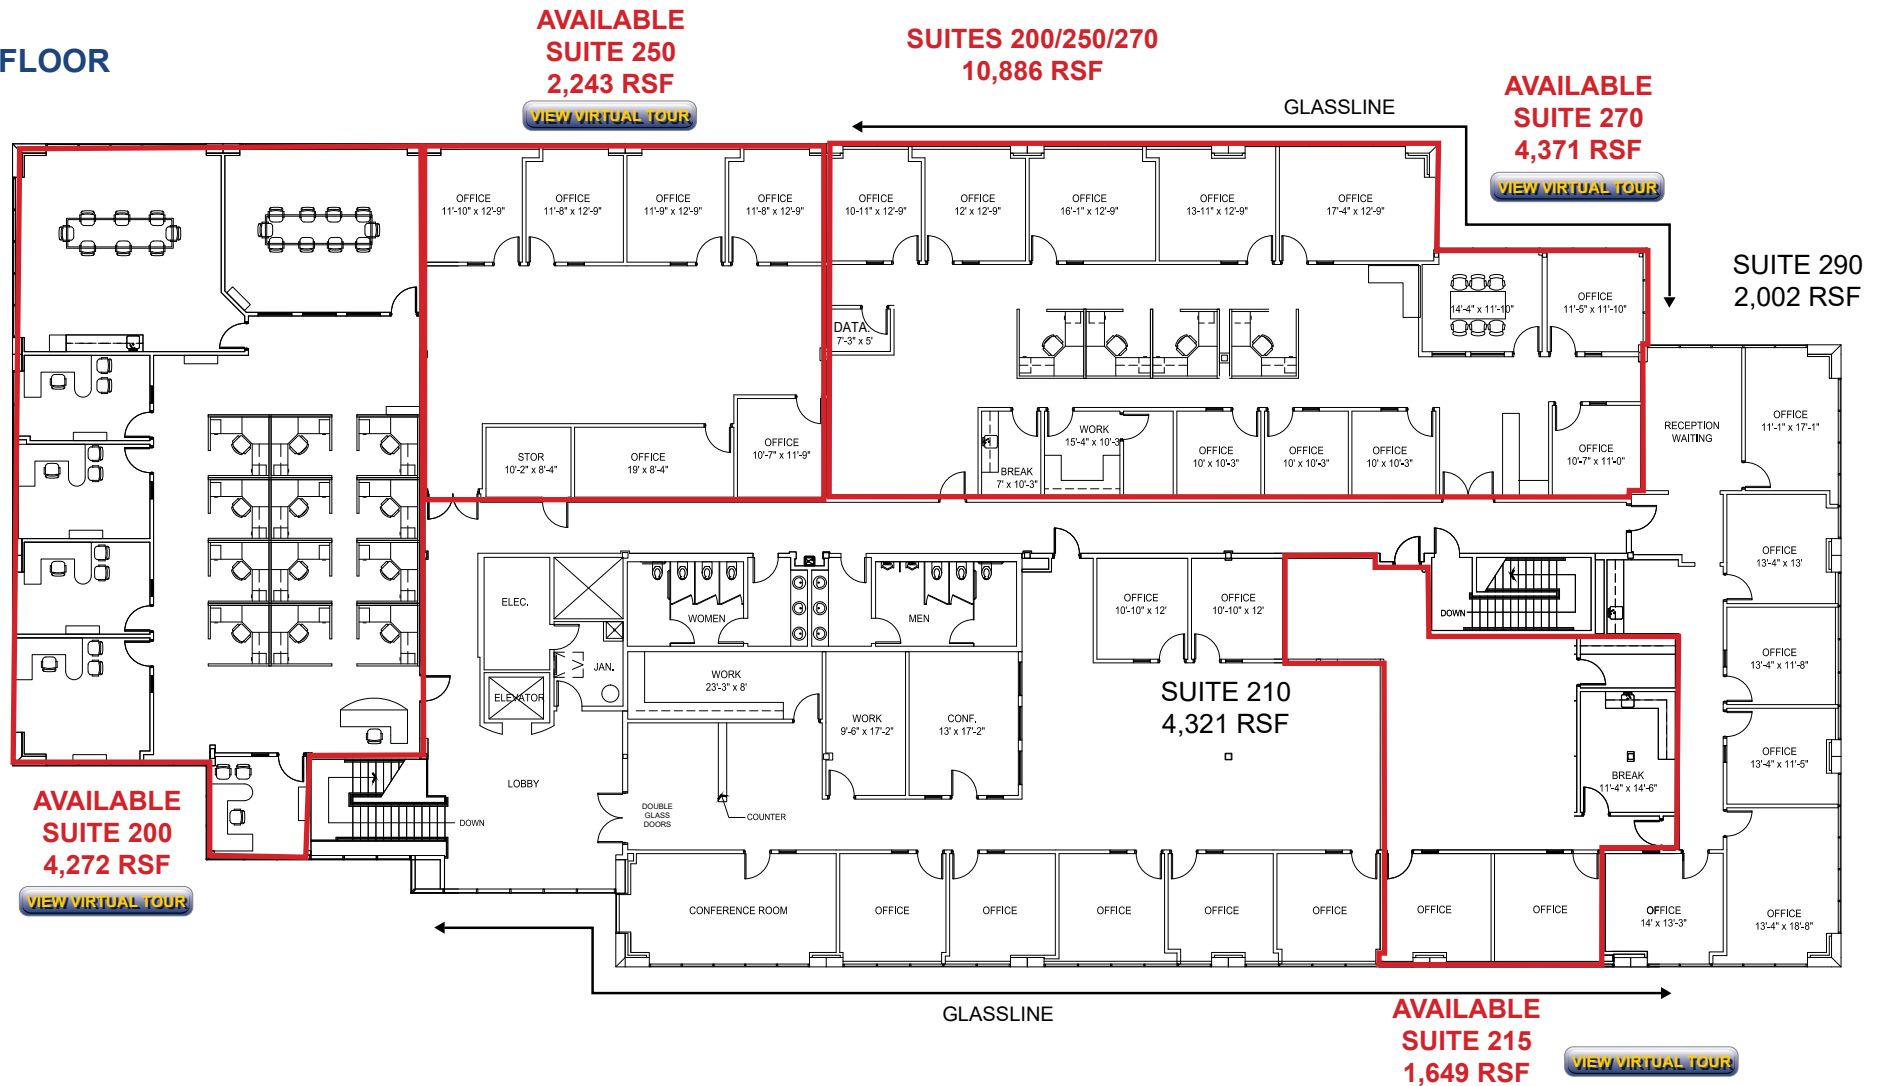 FLOOR
AVAILABLE
SUITE 250
2,243 RSF
VIEW VIRTUAL TOUR
SUITES 200/250/270
10,886 RSF
GLASSLINE
AVAILABLE
SUITE 270
4,371 RSF
VIEW VIRTUAL TOUR
SUITE 290
2,002 RSF
OFFICE
11'-10" x 12'-9"
OFFICE
11'-8" x 12'-9"
OFFICE
11'-9" x 12'-9"
OFFICE
11'-8" x 12'-9"
OFFICE
10-11" x 12'-9"
OFFICE
12' x 12'-9"
OFFICE
16'-1" x 12'-9"
OFFICE
13'-11" x 12'-9"
OFFICE
17'-4" x 12'-9"
14'-4" x 11'-10"
OFFICE
11'-5" x 11'-10"
DATA.
7'-3" x 5'
STOR
10'-2" x 8'-4"
OFFICE
19' x 8'-4"
OFFICE
10'-7" x 11'-9"
BREAK
7' x 10'-3"
WORK
15'-4" x 10'-3"
OFFICE
10' x 10'-3"
OFFICE
10' x 10'-3"
OFFICE
10' x 10'-3"
OFFICE
10'-7" x 11'-0"
RECEPTION
WAITING
OFFICE
11'-1" x 17'-1"
ELEC.
WOMEN
MEN
JAN.
ELEVATOR
WORK
23'-3" x 8'
WORK
9'-6" x 17'-2"
CONF.
13' x 17'-2"
OFFICE
10'-10" x 12'
OFFICE
10'-10" x 12'
DOWN
OFFICE
13'-4" x 13'
OFFICE
13'-4" x 11'-8"
SUITE 210
4,321 RSF
OFFICE
13'-4" x 11'-5"
BREAK
11'-4" x 14'-6"
LOBBY
DOUBLE
GLASS
DOORS
COUNTER
DOWN
AVAILABLE
SUITE 200
4,272 RSF
VIEW VIRTUAL TOUR
CONFERENCE ROOM
OFFICE
OFFICE
OFFICE
OFFICE
OFFICE
OFFICE
OFFICE
OFFICE
14' x 13'-3"
OFFICE
13'-4" x 18'-8"
GLASSLINE
AVAILABLE
SUITE 215
1,649 RSF
VIEW VIRTUAL TOUR